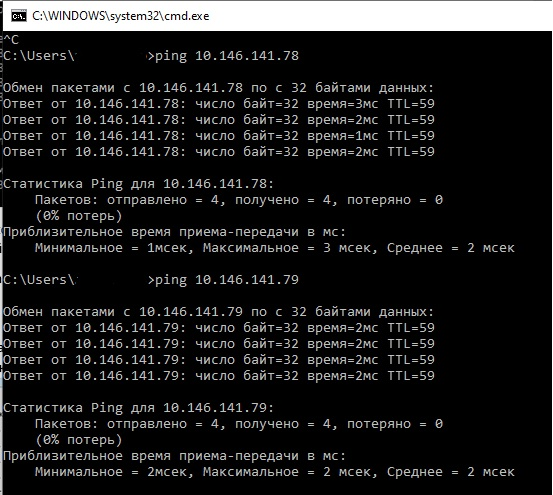 C:\WINDOWS\system32\cmd.exe
^C
C:\Users\ >ping 10.146.141.78
Обмен пакетами с 10.146.141.78 по с 32 байтами данных:
Ответ от 10.146.141.78: число байт=32 время=3мс TTL=59
Ответ от 10.146.141.78: число байт=32 время=2мс TTL=59
Ответ от 10.146.141.78: число байт=32 время=1мс TTL=59
Ответ от 10.146.141.78: число байт=32 время=2мс TTL=59
Статистика Ping для 10.146.141.78:
Пакетов: отправлено = 4, получено = 4, потеряно = 0
(0% потерь)
Приблизительное время приема-передачи в мс:
Минимальное = 1мсек, Максимальное = 3 мсек, Среднее = 2 мсек
C:\Users\ >ping 10.146.141.79
Обмен пакетами с 10.146.141.79 по с 32 байтами данных:
Ответ от 10.146.141.79: число байт=32 время=2мс TTL=59
Ответ от 10.146.141.79: число байт=32 время=2мс TTL=59
Ответ от 10.146.141.79: число байт=32 время=2мс TTL=59
Ответ от 10.146.141.79: число байт=32 время=2мс TTL=59
Статистика Ping для 10.146.141.79:
Пакетов: отправлено = 4, получено = 4, потеряно = 0
(0% потерь)
Приблизительное время приема-передачи в мс:
Минимальное = 2мсек, Максимальное = 2 мсек, Среднее = 2 мсек